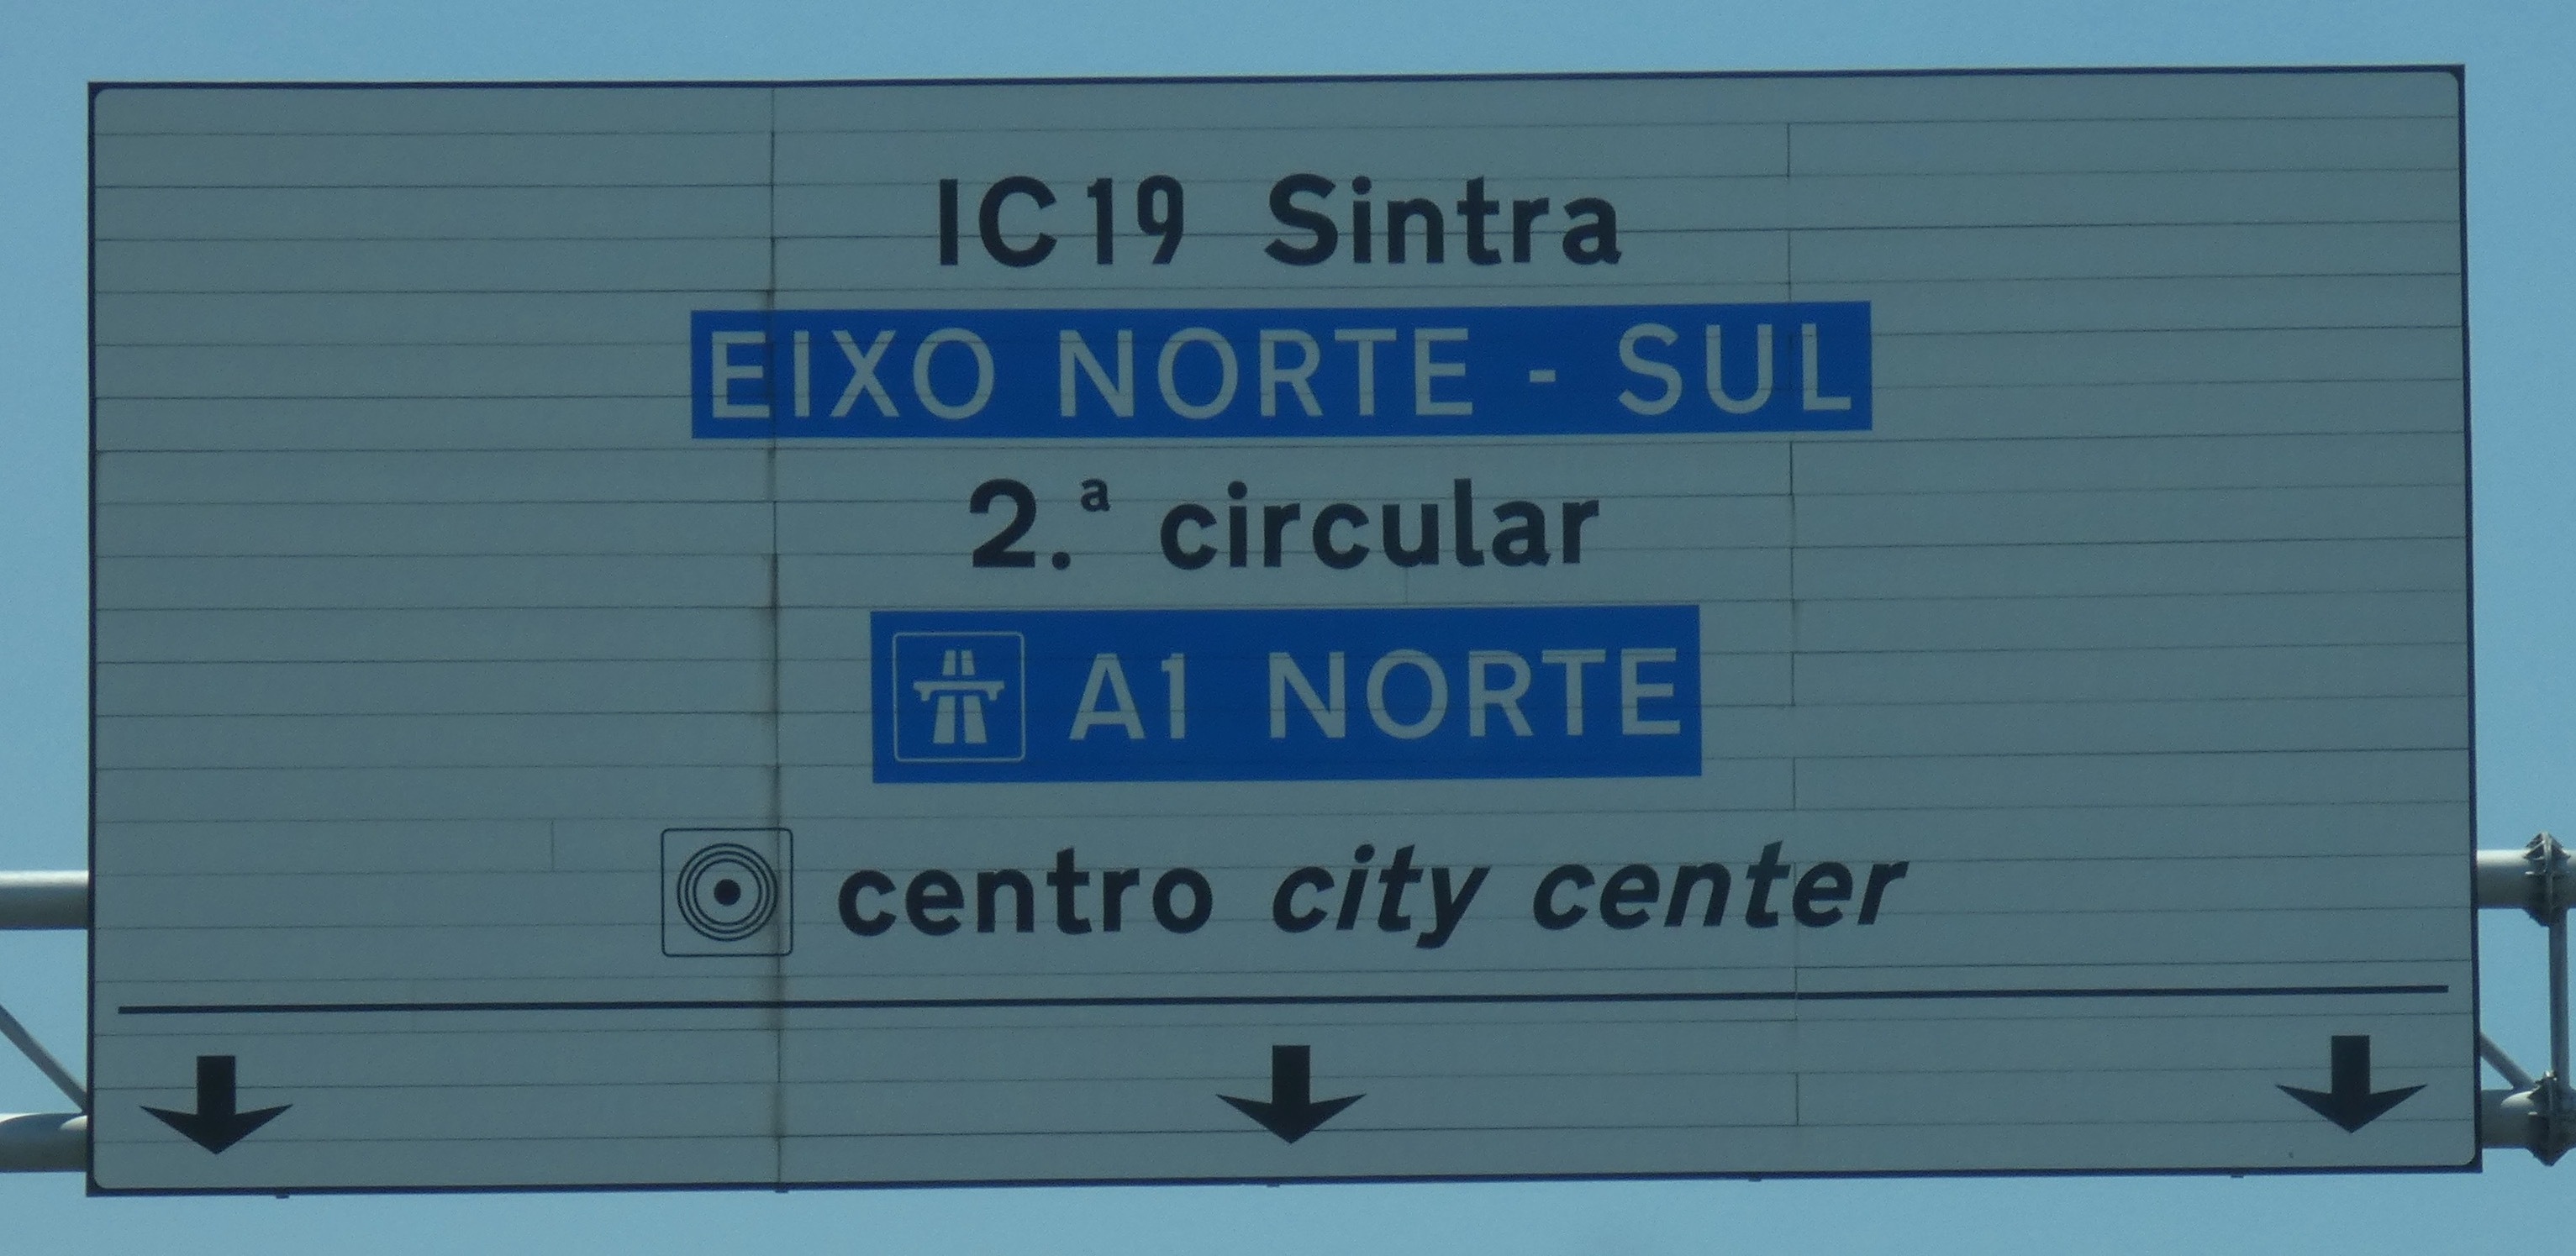 IC19 Sintra
EIXO NORTE - SUL
2.ª circular
A1 NORTE
centro city center